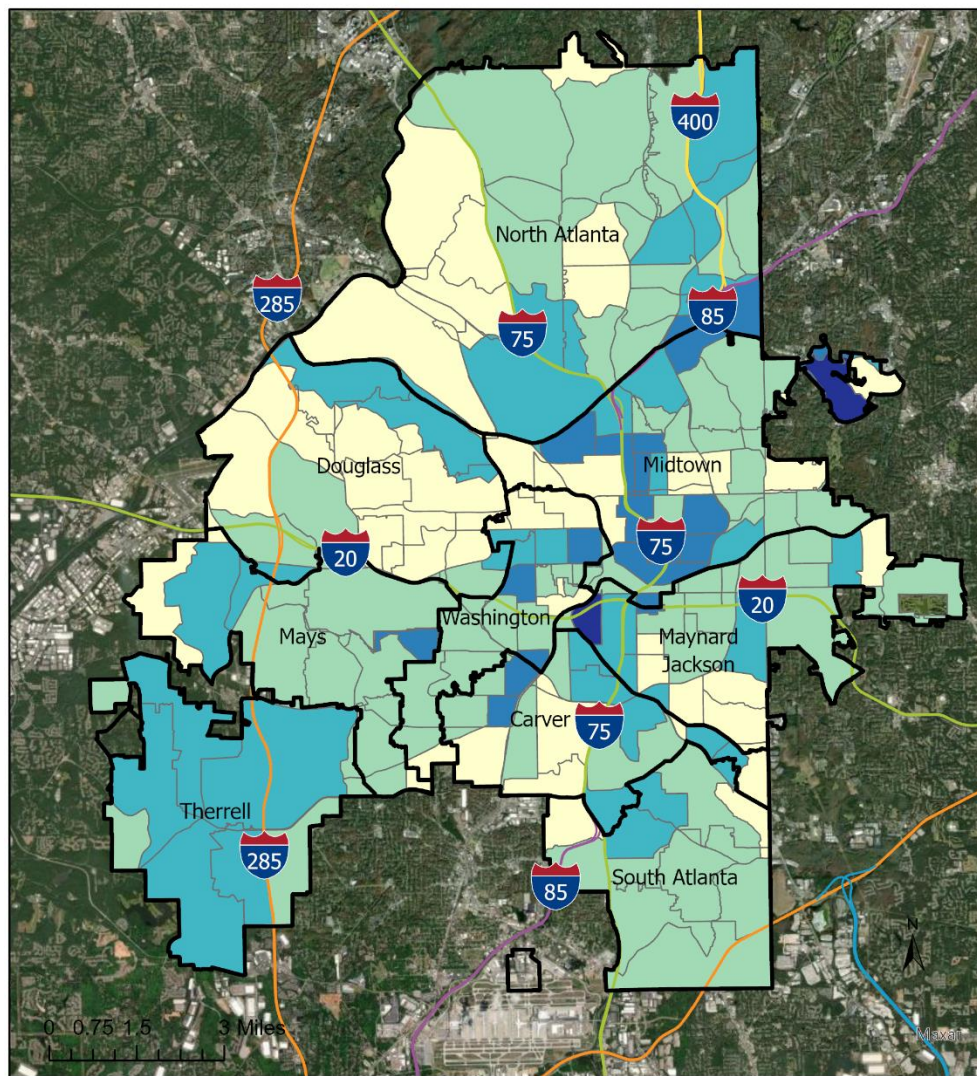 400
North Atlanta
285
85
75
Douglass
Midtown
20
75
20
Mays
Washington
Maynard
Jackson
Carver
75
Therrell
285
South Atlanta
85
0 0.75 1.5 3 Miles
N
Maxar